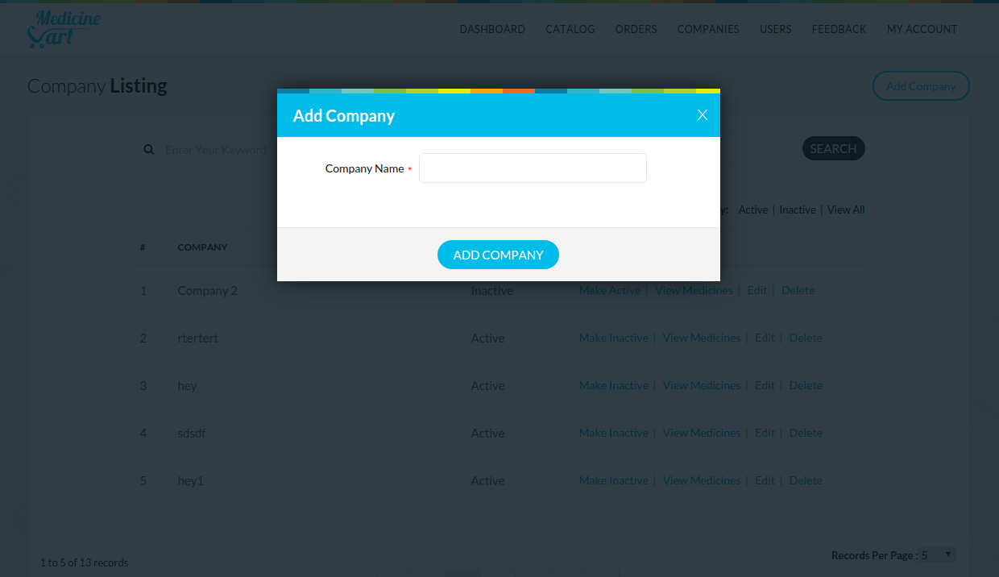 Medicine
Cart
DASHBOARD CATALOG ORDERS COMPANIES USERS FEEDBACK MY ACCOUNT
Company Listing
Add Company
Add Company X
Enter Your Keyword
SEARCH
Company Name *
y: Active | Inactive | View All
# COMPANY
ADD COMPANY
1 Company 2 Inactive Make Active | View Medicines | Edit | Delete
2 rtertert Active Make Inactive | View Medicines | Edit | Delete
3 hey Active Make Inactive | View Medicines | Edit | Delete
4 sdsdf Active Make Inactive | View Medicines | Edit | Delete
5 hey1 Active Make Inactive | View Medicines | Edit | Delete
Records Per Page : 5
1 to 5 of 13 records